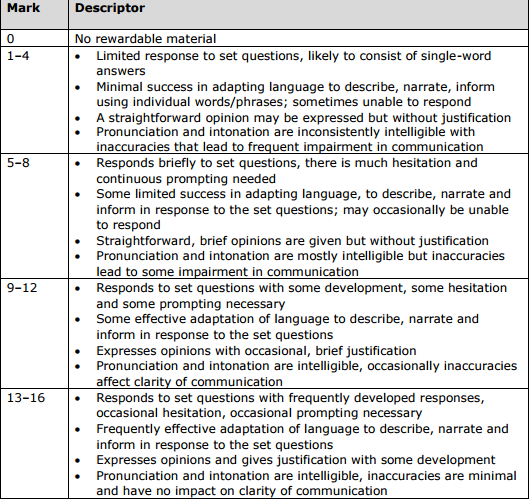 Mark Descriptor
0 No rewardable material
1–4 • Limited response to set questions, likely to consist of single-word
answers
• Minimal success in adapting language to describe, narrate, inform
using individual words/phrases; sometimes unable to respond
• A straightforward opinion may be expressed but without justification
• Pronunciation and intonation are inconsistently intelligible with
inaccuracies that lead to frequent impairment in communication
5–8 • Responds briefly to set questions, there is much hesitation and
continuous prompting needed
• Some limited success in adapting language, to describe, narrate and
inform in response to the set questions; may occasionally be unable
to respond
• Straightforward, brief opinions are given but without justification
• Pronunciation and intonation are mostly intelligible but inaccuracies
lead to some impairment in communication
9–12 • Responds to set questions with some development, some hesitation
and some prompting necessary
• Some effective adaptation of language to describe, narrate and
inform in response to the set questions
• Expresses opinions with occasional, brief justification
• Pronunciation and intonation are intelligible, occasionally inaccuracies
affect clarity of communication
13–16 • Responds to set questions with frequently developed responses,
occasional hesitation, occasional prompting necessary
• Frequently effective adaptation of language to describe, narrate and
inform in response to the set questions
• Expresses opinions and gives justification with some development
• Pronunciation and intonation are intelligible, inaccuracies are minimal
and have no impact on clarity of communication